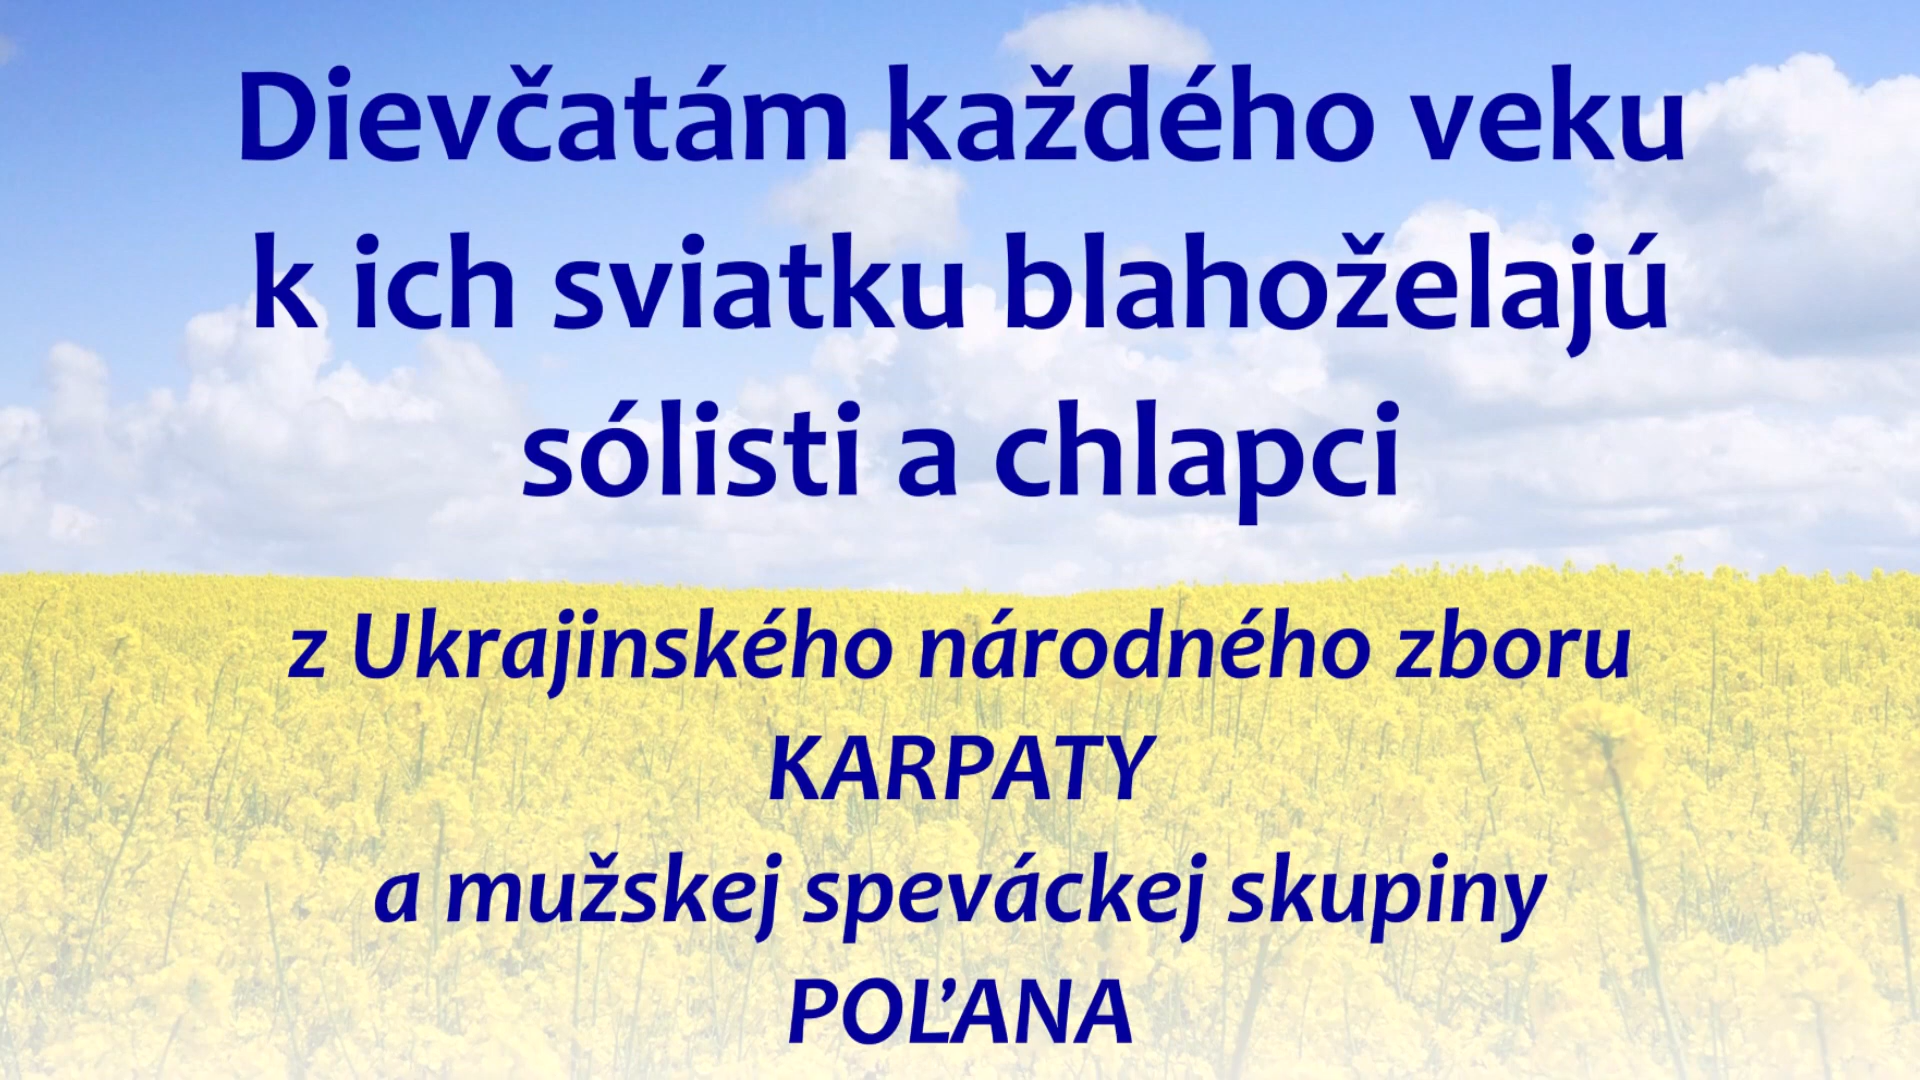 Dievčatám každého veku
k ich sviatku blahoželajú
sólisti a chlapci
z Ukrajinského národného zboru
KARPATY
a mužskej speváckej skupiny
POĽANA